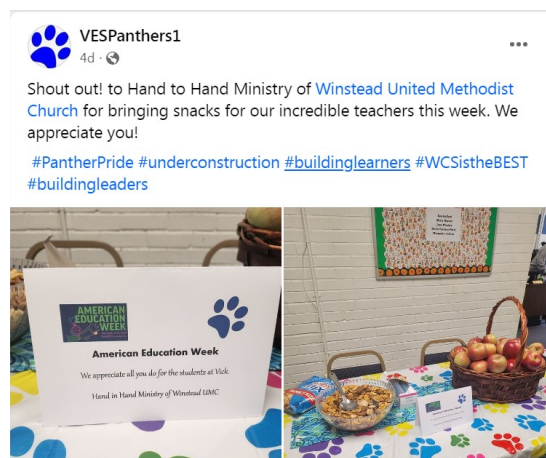 VESPanthers1
4d ·
Shout out! to Hand to Hand Ministry of Winstead United Methodist
Church for bringing snacks for our incredible teachers this week. We
appreciate you!
#PantherPride #underconstruction #buildinglearners #WCSistheBEST
#buildingleaders
AMERICAN
EDUCATION
WEEK
American Education Week
We appreciate all you do for the students at Vick.
Hand in Hand Ministry of Winstead UMC